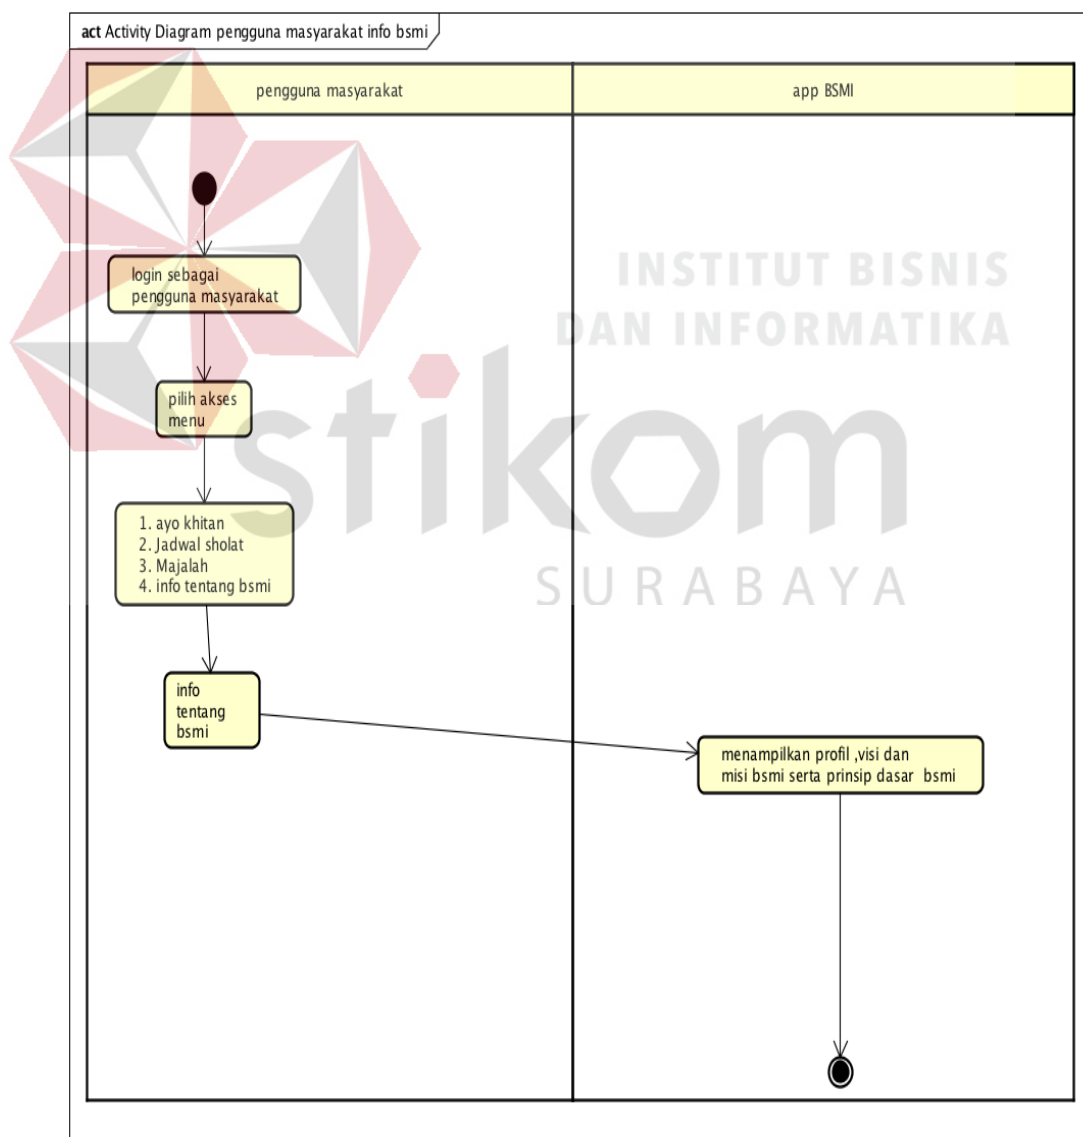 act Activity Diagram pengguna masyarakat info bsmi
pengguna masyarakat
app BSMI
login sebagai
pengguna masyarakat
INSTITUT BISNIS
DAN INFORMATIKA
pilih akses
menu
stikom
SURABAYA
1. ayo khitan
2. Jadwal sholat
3. Majalah
4. info tentang bsmi
info
tentang
bsmi
menampilkan profil ,visi dan
misi bsmi serta prinsip dasar  bsmi